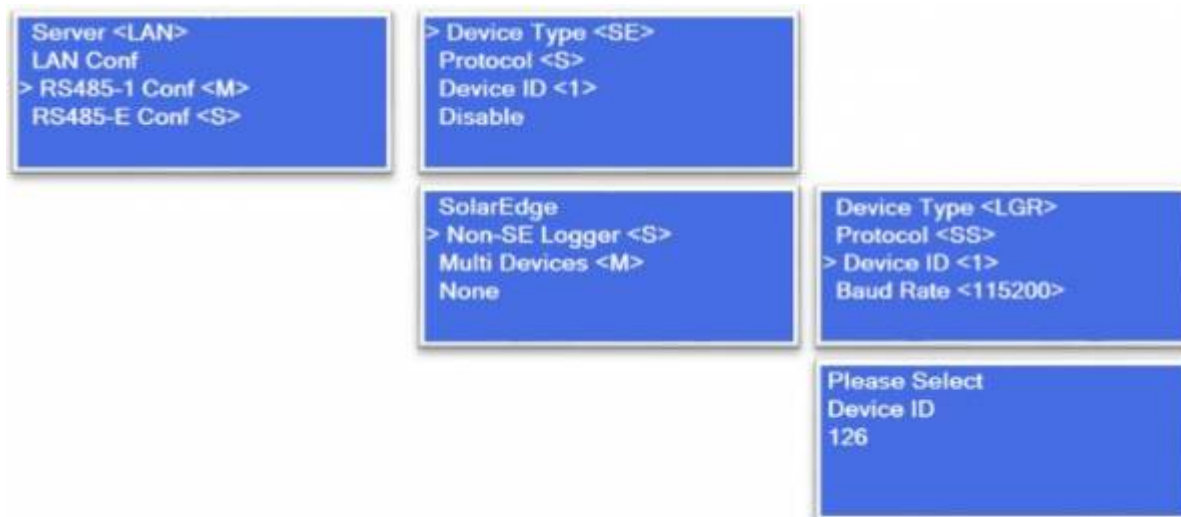 Server <LAN>
LAN Conf
> RS485-1 Conf <M>
RS485-E Conf <S>
> Device Type <SE>
Protocol <S>
Device ID <1>
Disable
SolarEdge
> Non-SE Logger <S>
Multi Devices <M>
None
Device Type <LGR>
Protocol <SS>
> Device ID <1>
Baud Rate <115200>
Please Select
Device ID
126